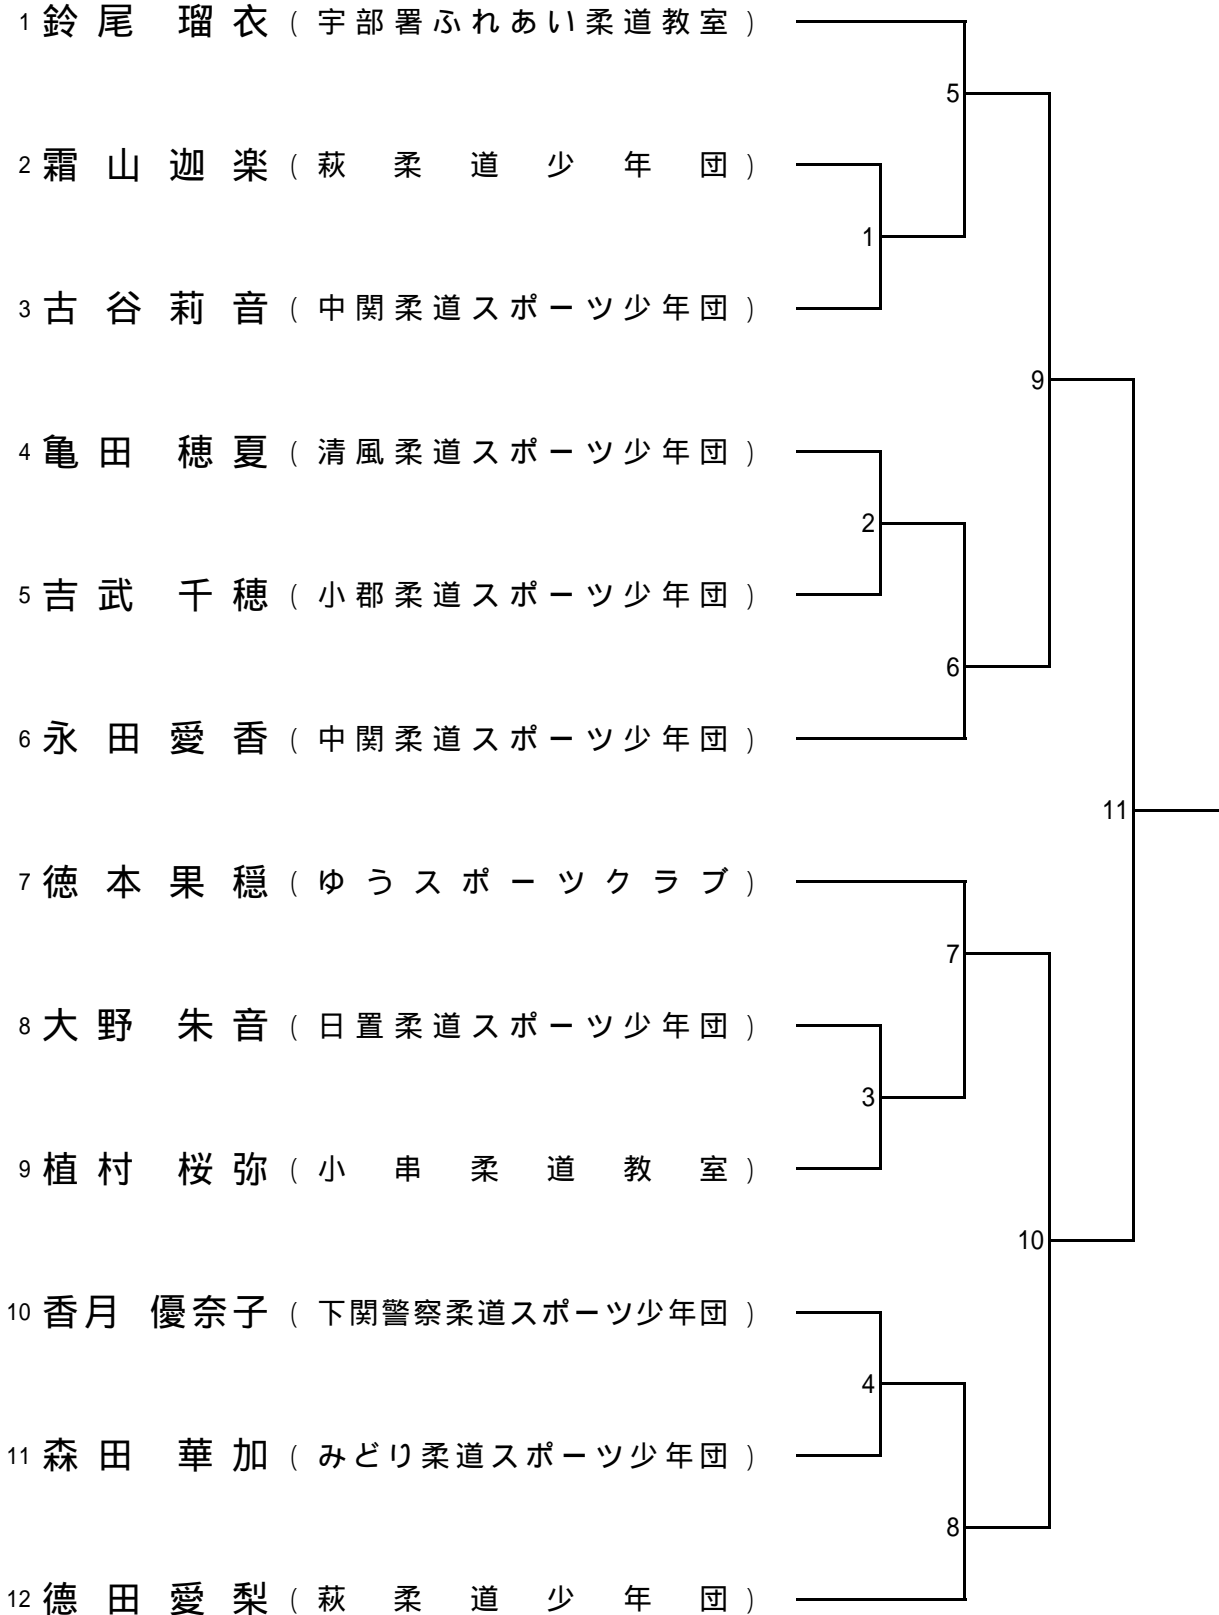 1 鈴尾 瑠衣 ( 宇部署ふれあい柔道教室 )
5
2 霜山迦楽 ( 萩柔道少年団 )
1
3 古谷莉音 ( 中関柔道スポーツ少年団 )
9
4 亀田 穂夏 ( 清風柔道スポーツ少年団 )
2
5 吉武 千穂 ( 小郡柔道スポーツ少年団 )
6
6 永田愛香 ( 中関柔道スポーツ少年団 )
11
7 徳本果穏 ( ゆうスポーツクラブ )
7
8 大野 朱音 ( 日置柔道スポーツ少年団 )
3
9 植村 桜弥 ( 小串柔道教室 )
10
10 香月 優奈子 ( 下関警察柔道スポーツ少年団 )
4
11 森田 華加 ( みどり柔道スポーツ少年団 )
8
12 德田愛梨 ( 萩柔道少年団 )